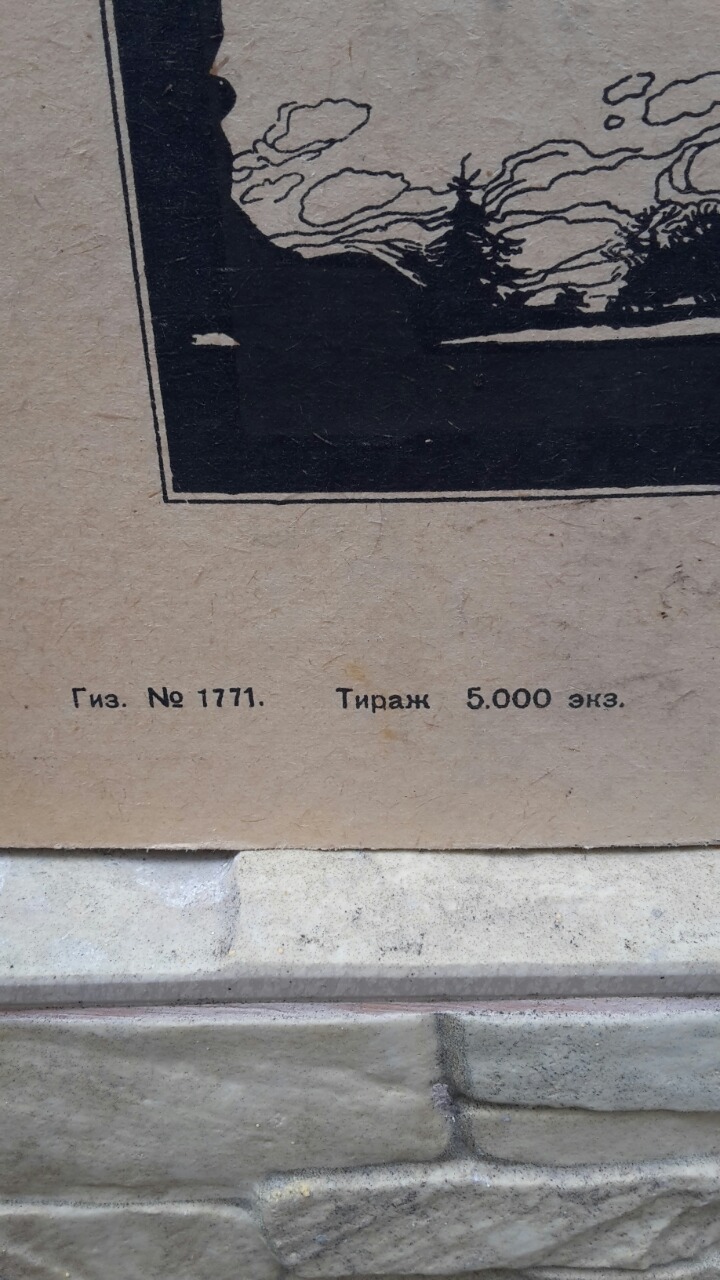 Гиз. № 1771. Тираж 5.000 экз.